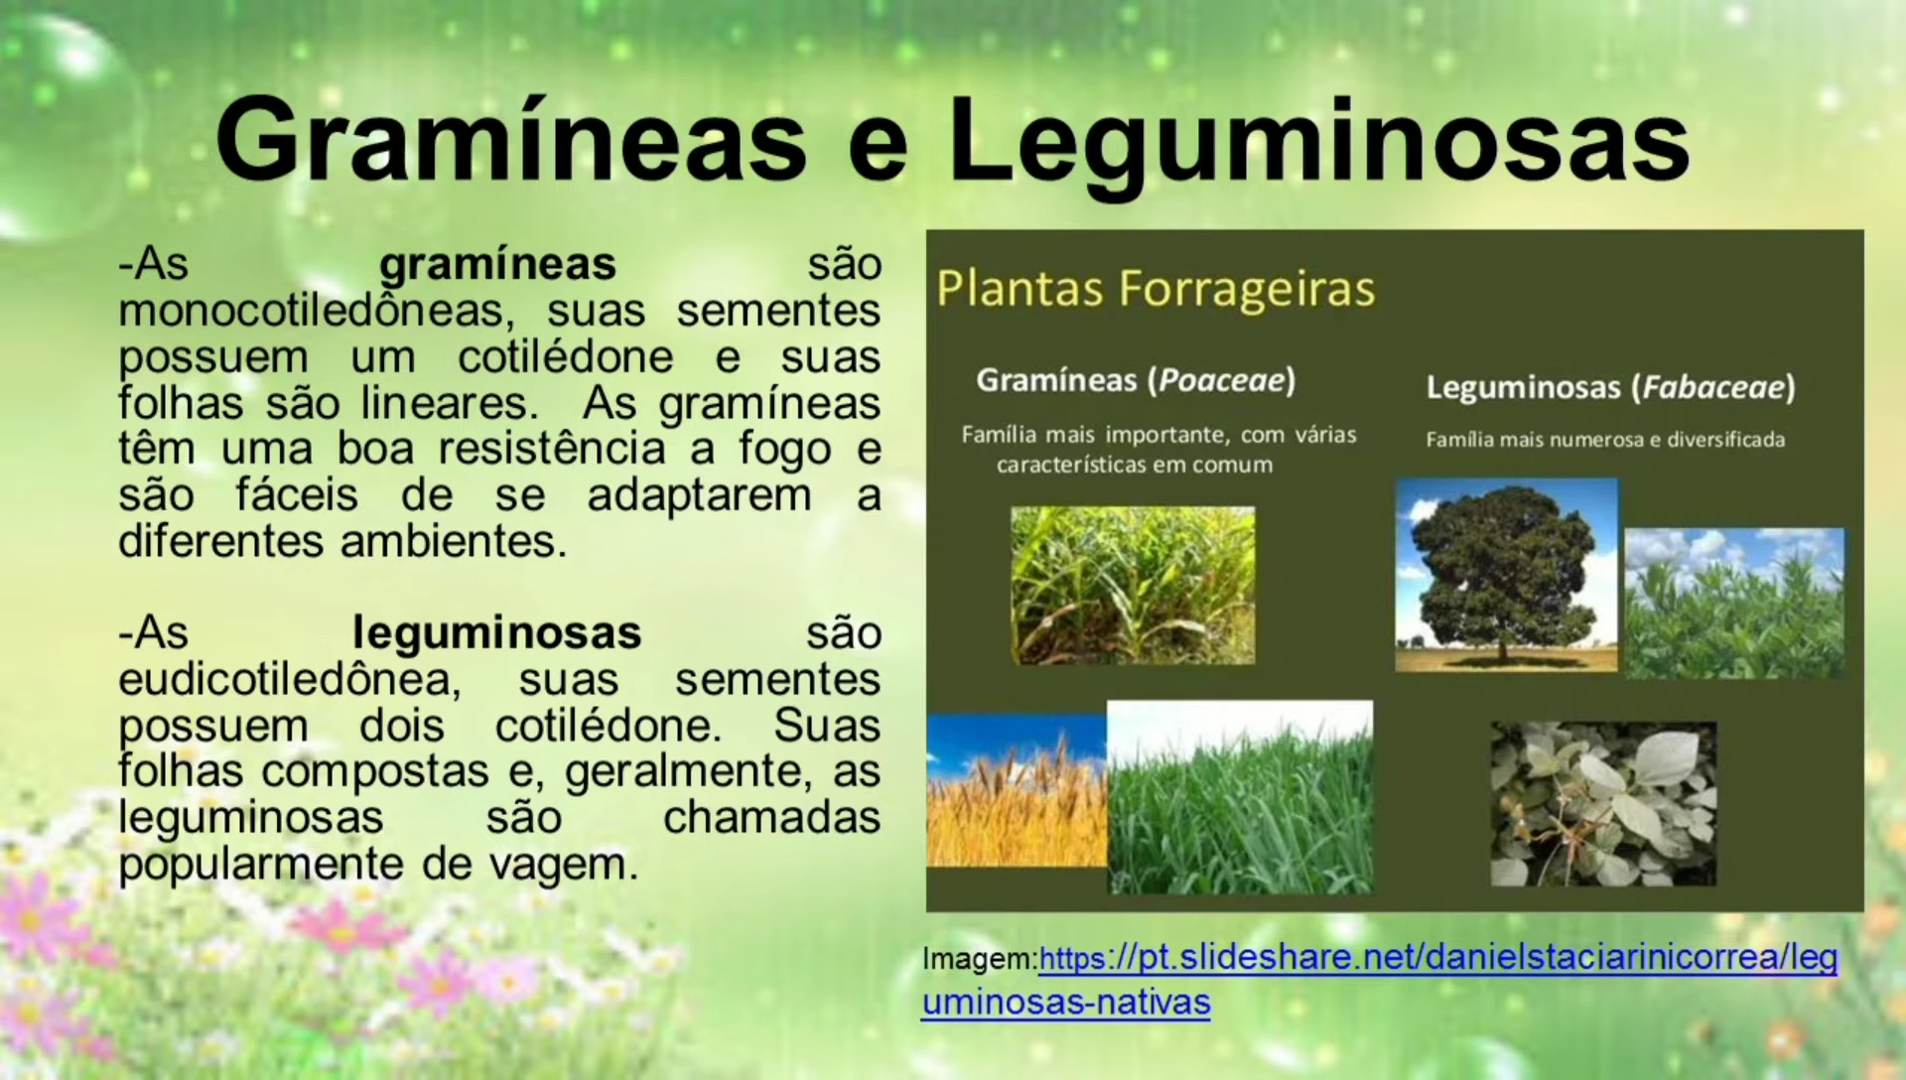 Gramíneas e Leguminosas
-As gramíneas são
monocotiledôneas, suas sementes
possuem um cotilédone e suas
folhas são lineares. As gramíneas
têm uma boa resistência a fogo e
são fáceis de se adaptarem a
diferentes ambientes.
-As leguminosas são
eudicotiledônea, suas sementes
possuem dois cotilédone. Suas
folhas compostas e, geralmente, as
leguminosas são chamadas
popularmente de vagem.
Plantas Forrageiras
Gramíneas (Poaceae)
Família mais importante, com várias
características em comum
Leguminosas (Fabaceae)
Família mais numerosa e diversificada
Imagem:https://pt.slideshare.net/danielstaciarinicorrea/leg
uminosas-nativas